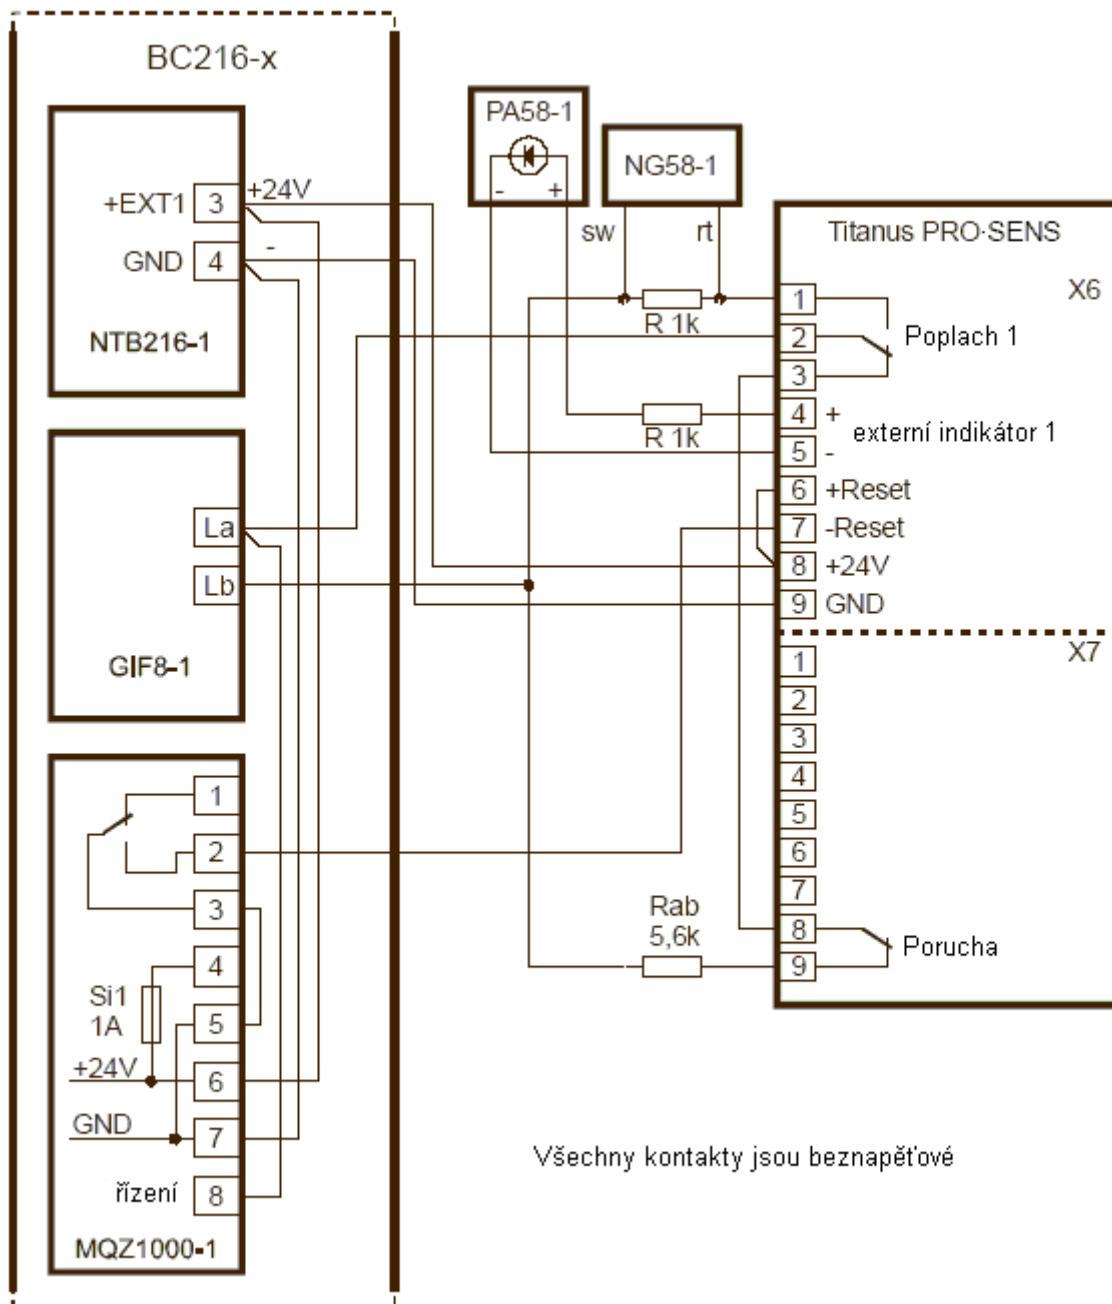 BC216-x
+EXT1 3 +24V
GND 4 -
NTB216-1
La
Lb
GIF8-1
1
2
3
4
Si1
1A
5
+24V
6
GND
7
řízení 8
MQZ1000-1
PA58-1
- +
NG58-1
sw rt
R 1k
R 1k
Rab
5,6k
Titanus PRO·SENS
X6
1
2
Poplach 1
3
4 +
externí indikátor 1
5 -
6 +Reset
7 -Reset
8 +24V
9 GND
X7
1
2
3
4
5
6
7
8
Porucha
9
Všechny kontakty jsou beznapěťové